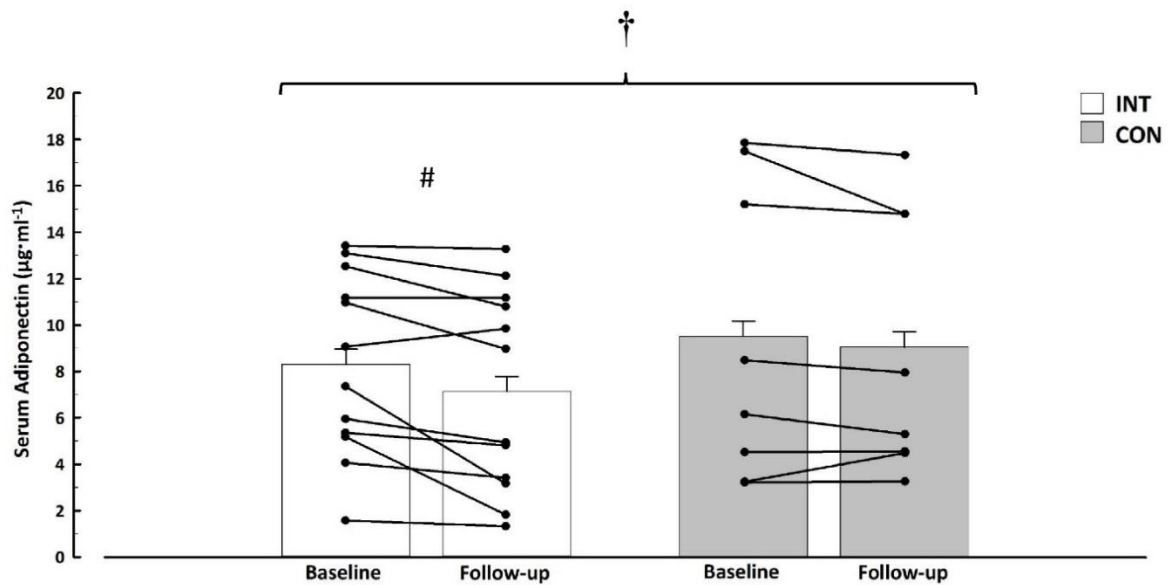 †
INT
CON
#
Serum Adiponectin (µg·ml⁻¹)
20
18
16
14
12
10
8
6
4
2
0
Baseline
Follow-up
Baseline
Follow-up